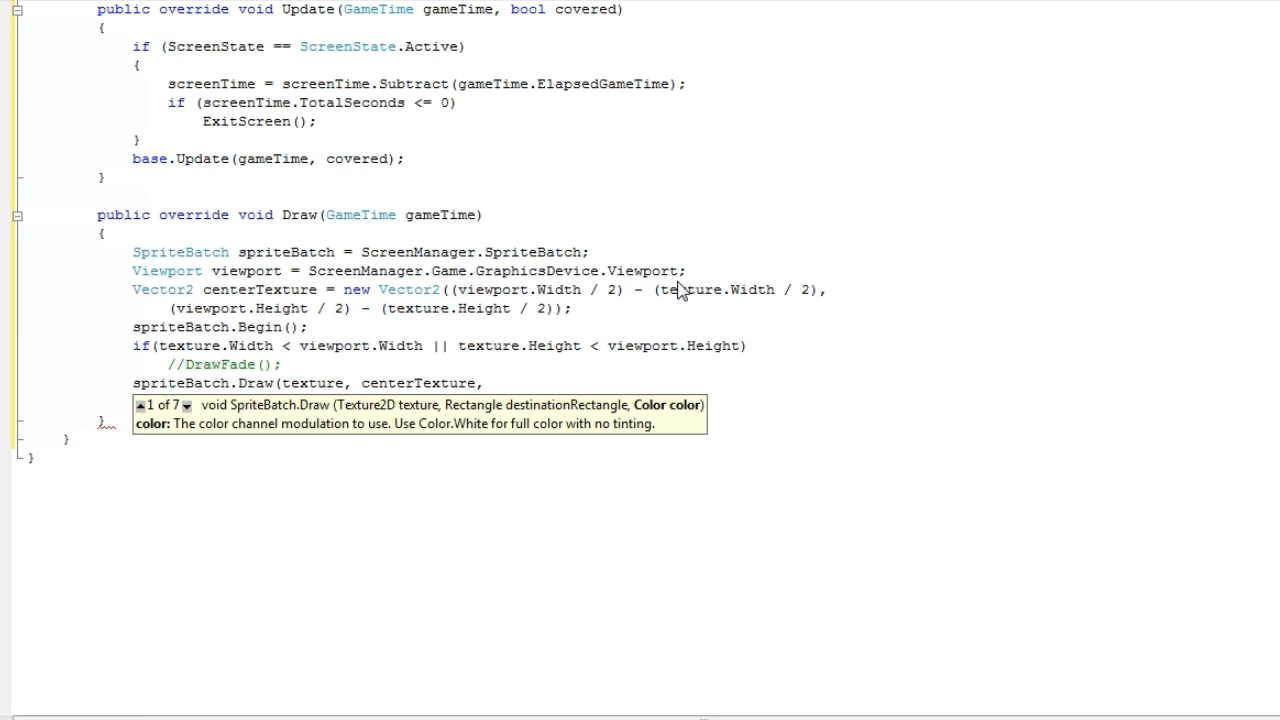 public override void Update(GameTime gameTime, bool covered)
{
if (ScreenState == ScreenState.Active)
{
screenTime = screenTime.Subtract(gameTime.ElapsedGameTime);
if (screenTime.TotalSeconds <= 0)
ExitScreen();
}
base.Update(gameTime, covered);
}
public override void Draw(GameTime gameTime)
{
SpriteBatch spriteBatch = ScreenManager.SpriteBatch;
Viewport viewport = ScreenManager.Game.GraphicsDevice.Viewport;
Vector2 centerTexture = new Vector2((viewport.Width / 2) - (texture.Width / 2),
(viewport.Height / 2) - (texture.Height / 2));
spriteBatch.Begin();
if(texture.Width < viewport.Width || texture.Height < viewport.Height)
//DrawFade();
spriteBatch.Draw(texture, centerTexture,
1 of 7 void SpriteBatch.Draw (Texture2D texture, Rectangle destinationRectangle, Color color)
color: The color channel modulation to use. Use Color.White for full color with no tinting.
}
}
}